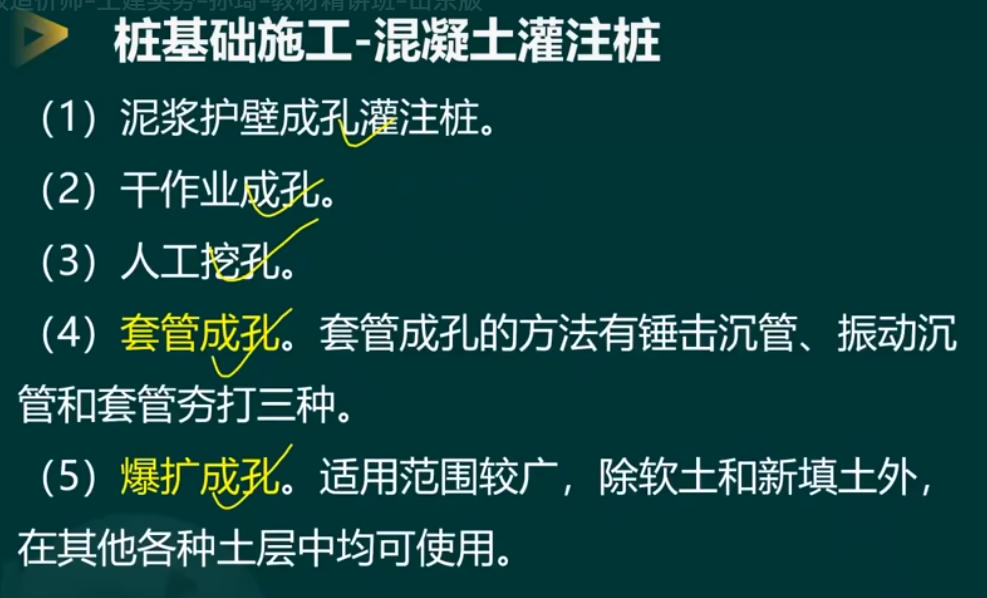 造价师-土建实务-孙琦-教材精讲班-山东版
桩基础施工-混凝土灌注桩
（1）泥浆护壁成孔灌注桩。
（2）干作业成孔。
（3）人工挖孔。
（4）套管成孔。套管成孔的方法有锤击沉管、振动沉
管和套管夯打三种。
（5）爆扩成孔。适用范围较广，除软土和新填土外，
在其他各种土层中均可使用。